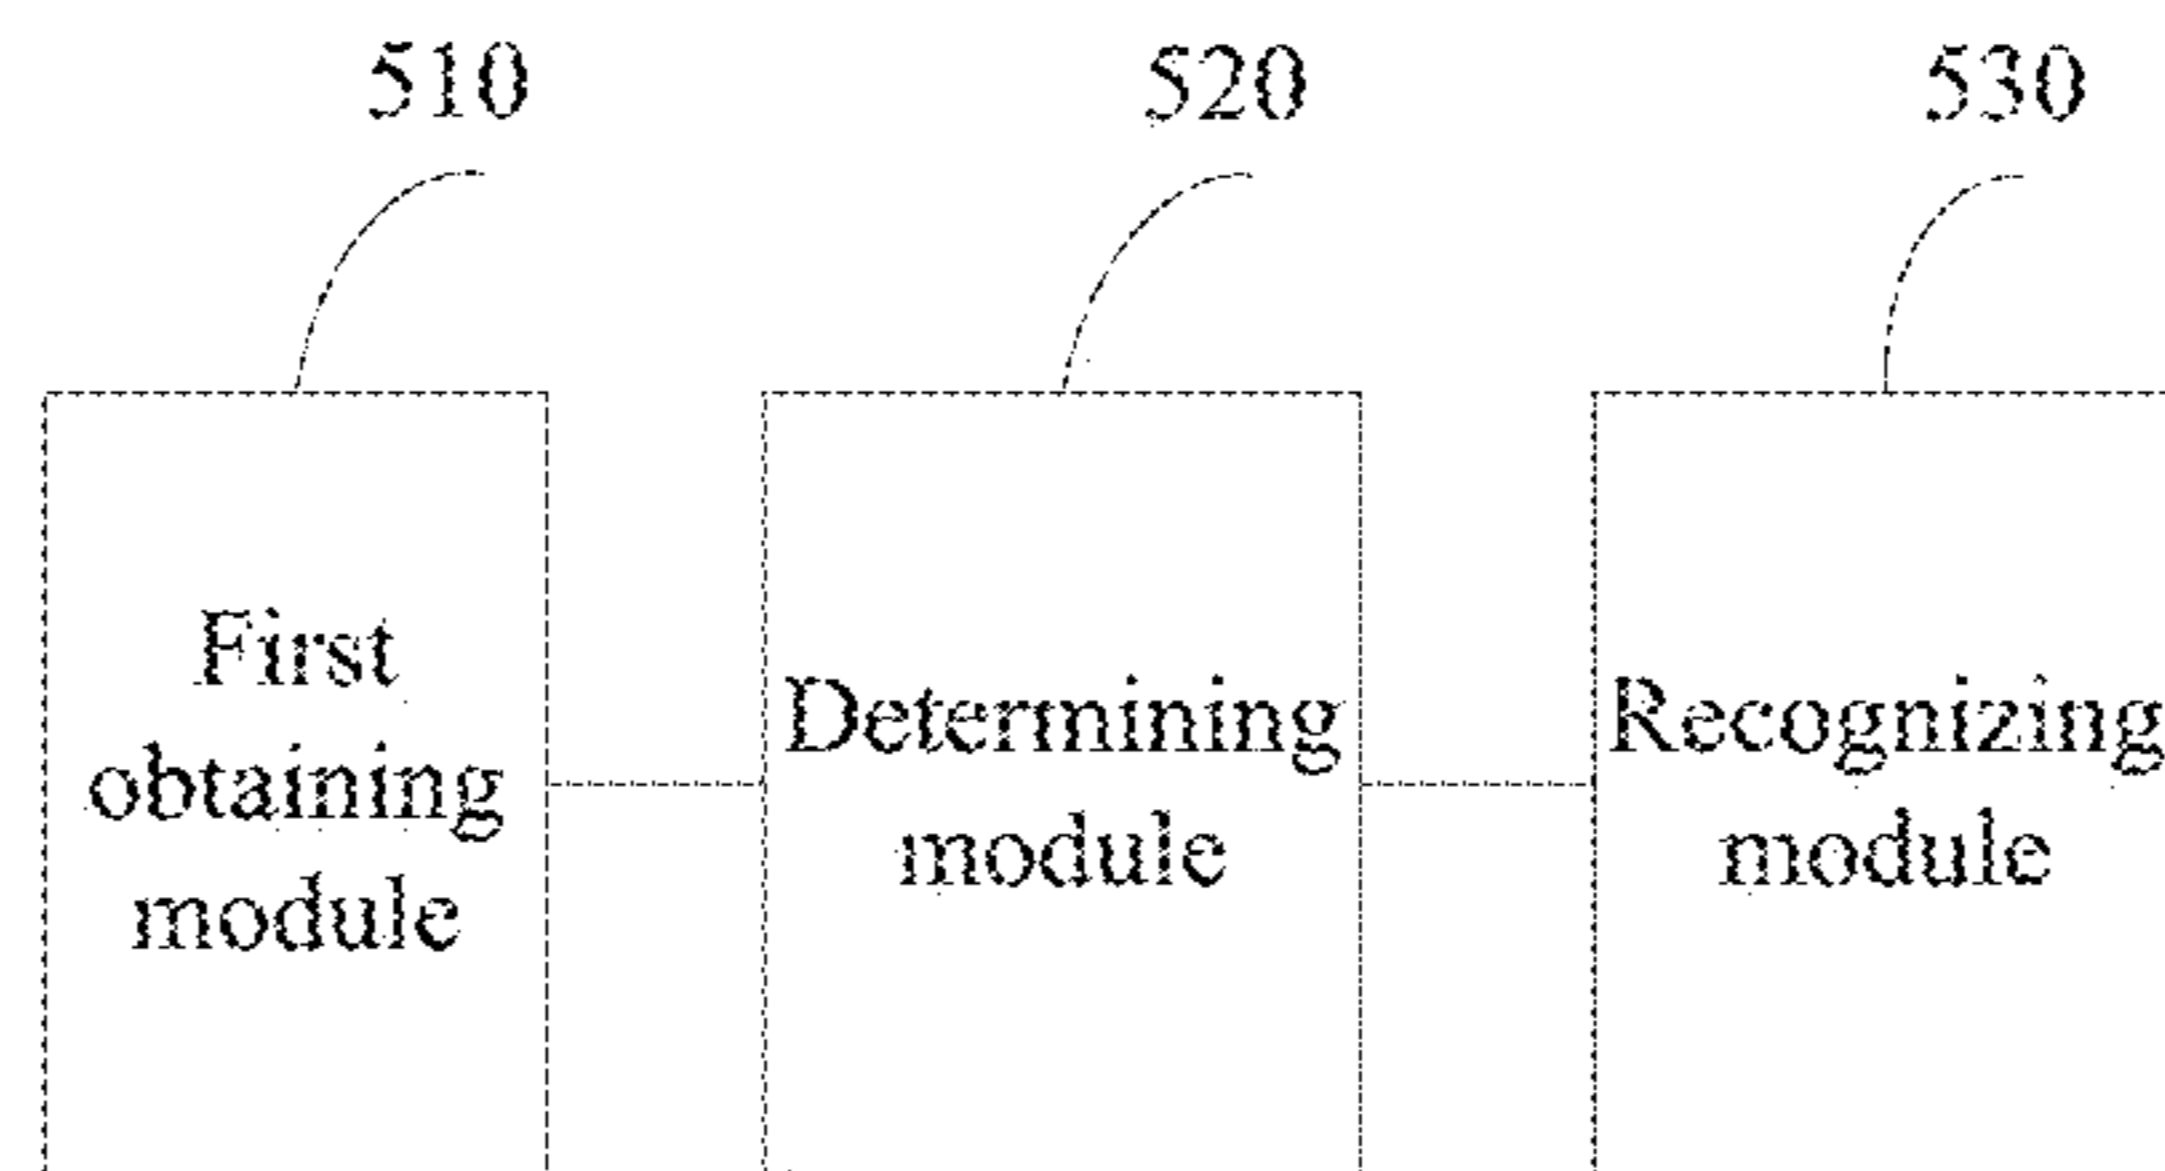 510
520
530
First
obtaining
module
Determining
module
Recognizing
module